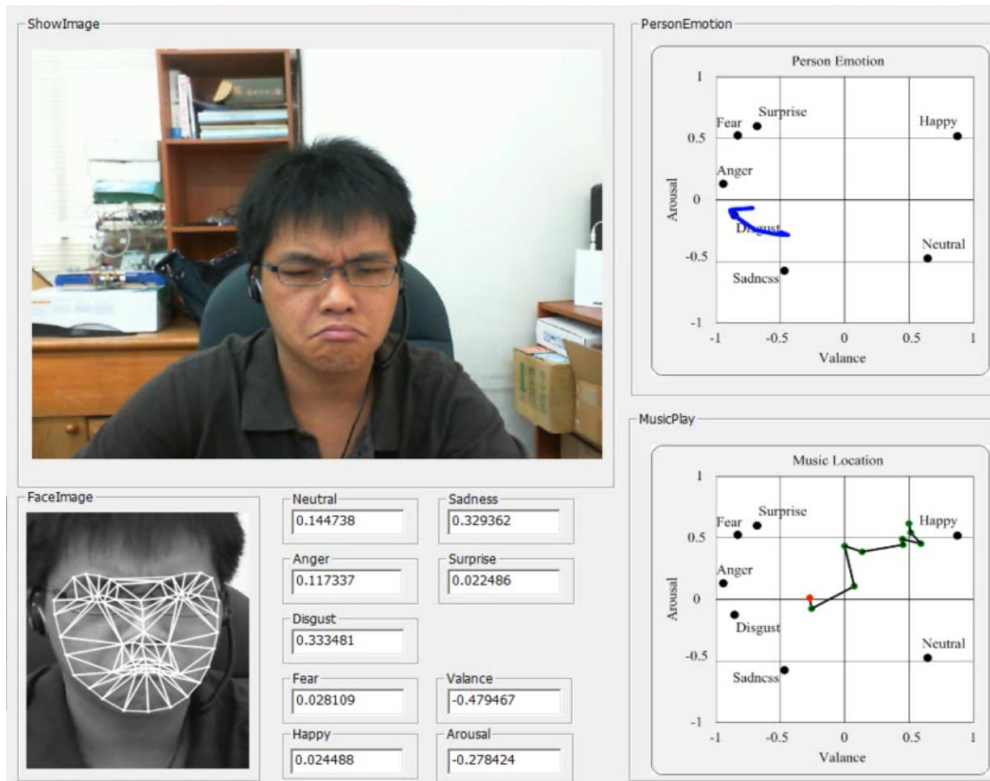 ShowImage
PersonEmotion
Person Emotion
1
Surprise
Fear
Happy
0.5
Anger
Arousal
0
Disgust
Neutral
-0.5
Sadness
-1
-1 -0.5 0 0.5 1
Valance
MusicPlay
Music Location
1
Surprise
Fear
Happy
0.5
Anger
Arousal
0
Disgust
Neutral
-0.5
Sadness
-1
-1 -0.5 0 0.5 1
Valance
FaceImage
Neutral
0.144738
Sadness
0.329362
Anger
0.117337
Surprise
0.022486
Disgust
0.333481
Fear
0.028109
Valance
-0.479467
Happy
0.024488
Arousal
-0.278424